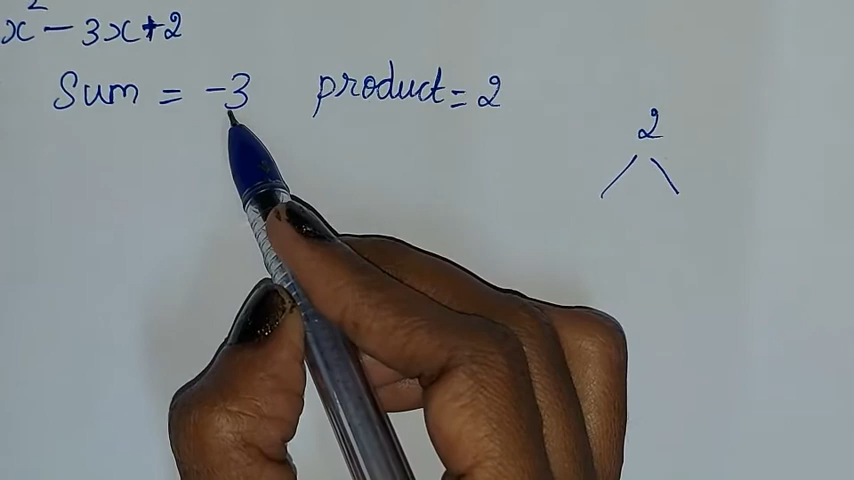 x² - 3x + 2
Sum = -3 product = 2
2